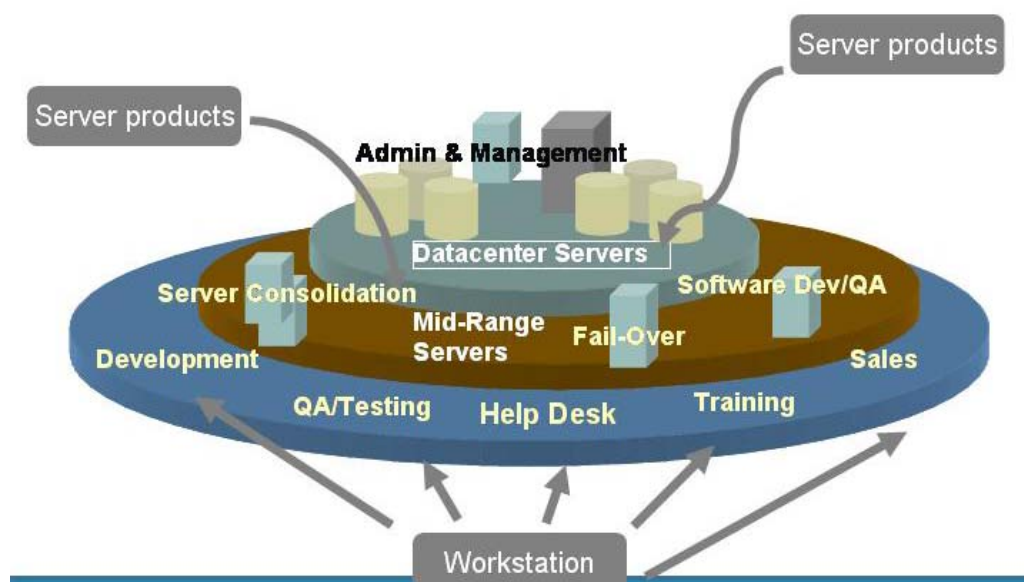 Server products
Server products
Admin & Management
Datacenter Servers
Server Consolidation
Software Dev/QA
Mid-Range
Servers
Fail-Over
Development
Sales
QA/Testing
Help Desk
Training
Workstation